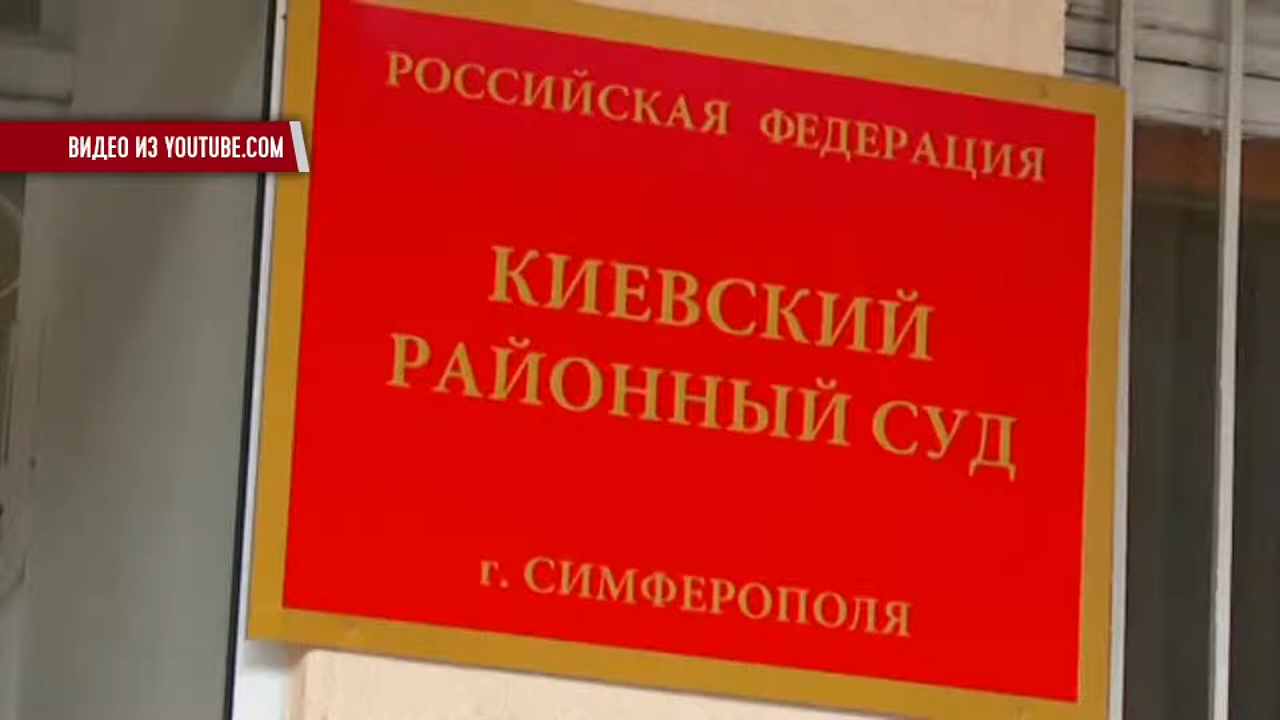 РОССИЙСКАЯ ФЕДЕРАЦИЯ
ВИДЕО ИЗ YOUTUBE.COM
КИЕВСКИЙ
РАЙОННЫЙ СУД
г. СИМФЕРОПОЛЯ